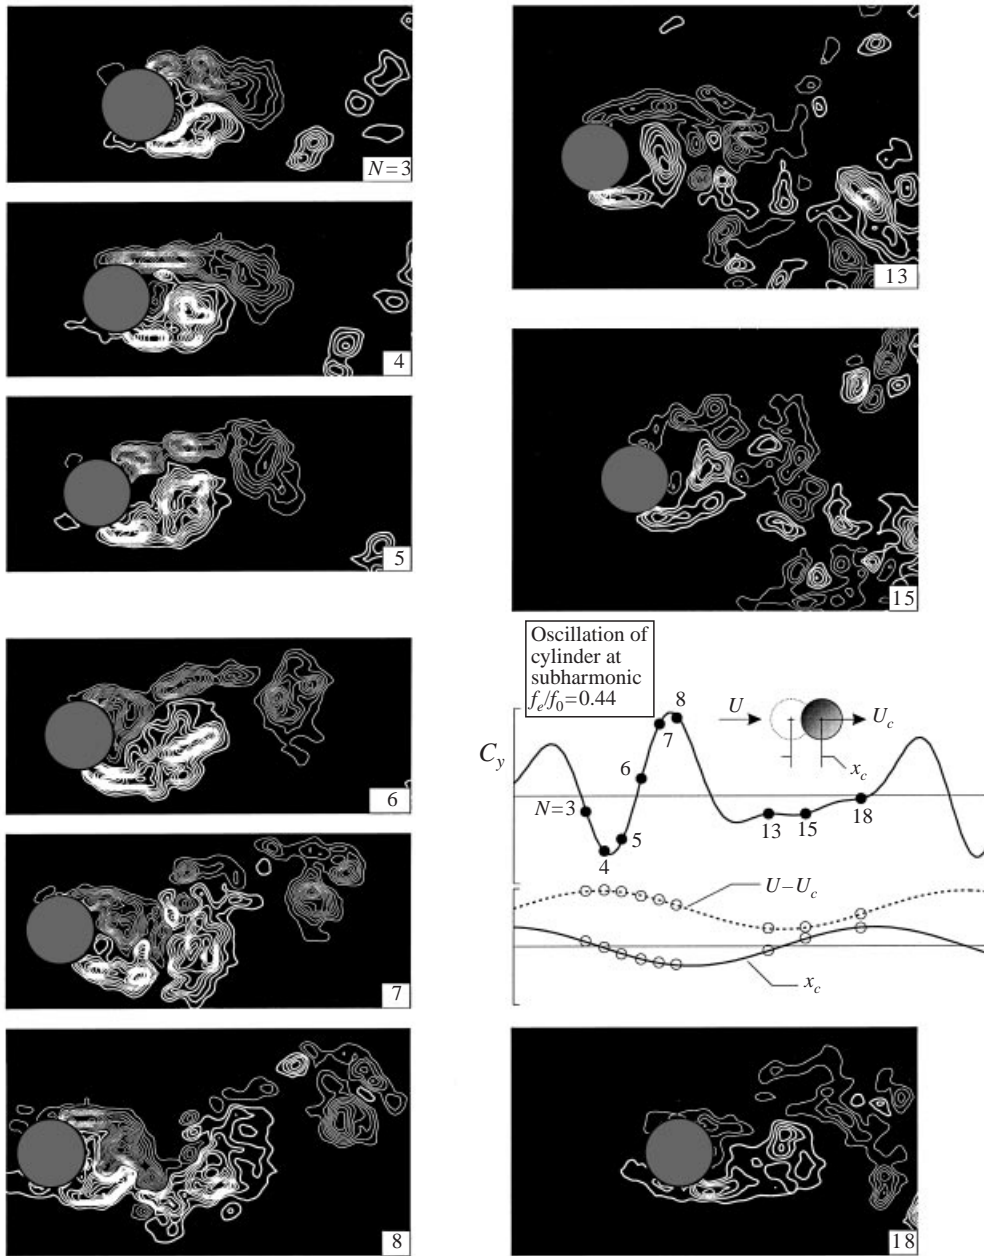 N=3
4
5
6
7
8
13
15
Oscillation of
cylinder at
subharmonic
f_e/f_0=0.44
C_y
N=3
4
5
6
7
8
13
15
18
U
U_c
x_c
U−U_c
x_c
18